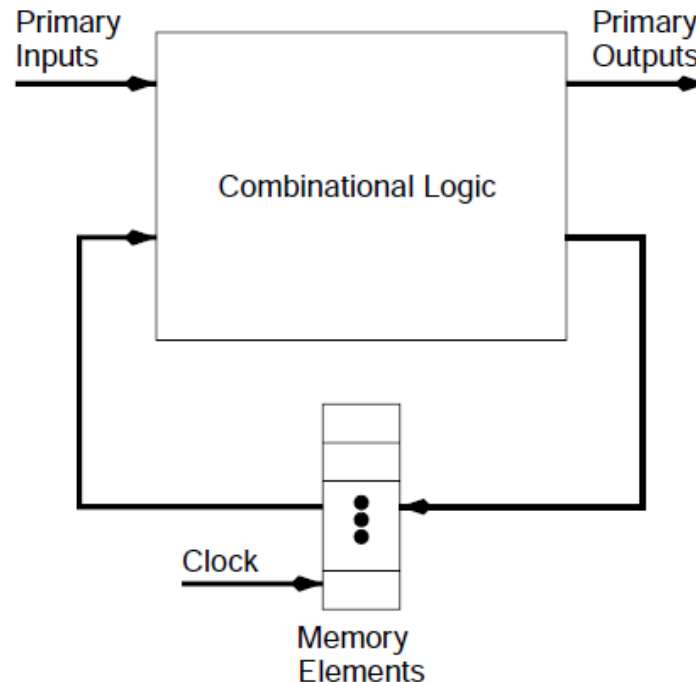 Primary
Inputs
Primary
Outputs
Combinational Logic
Clock
Memory
Elements